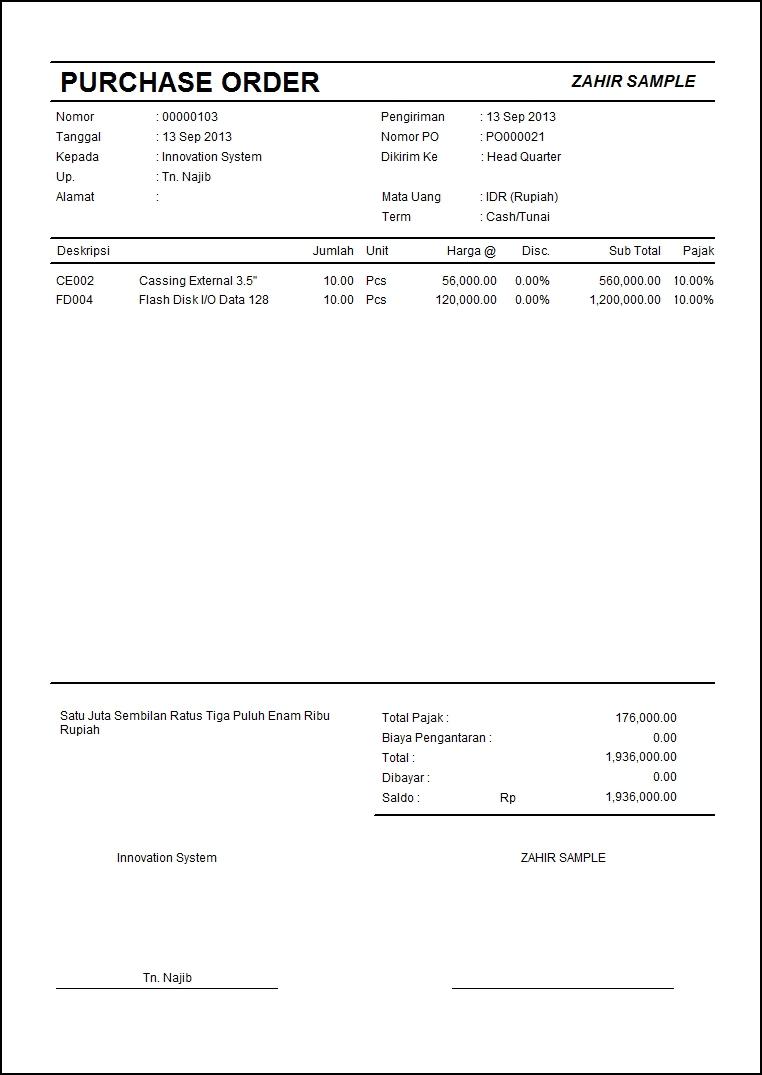 PURCHASE ORDER ZAHIR SAMPLE
Nomor : 00000103 Pengiriman : 13 Sep 2013
Tanggal : 13 Sep 2013 Nomor PO : PO000021
Kepada : Innovation System Dikirim Ke : Head Quarter
Up. : Tn. Najib
Alamat : Mata Uang : IDR (Rupiah)
Term : Cash/Tunai
Deskripsi Jumlah Unit Harga @ Disc. Sub Total Pajak
CE002 Cassing External 3.5" 10.00 Pcs 56,000.00 0.00% 560,000.00 10.00%
FD004 Flash Disk I/O Data 128 10.00 Pcs 120,000.00 0.00% 1,200,000.00 10.00%
Satu Juta Sembilan Ratus Tiga Puluh Enam Ribu
Rupiah
Total Pajak : 176,000.00
Biaya Pengantaran : 0.00
Total : 1,936,000.00
Dibayar : 0.00
Saldo : Rp 1,936,000.00
Innovation System ZAHIR SAMPLE
Tn. Najib